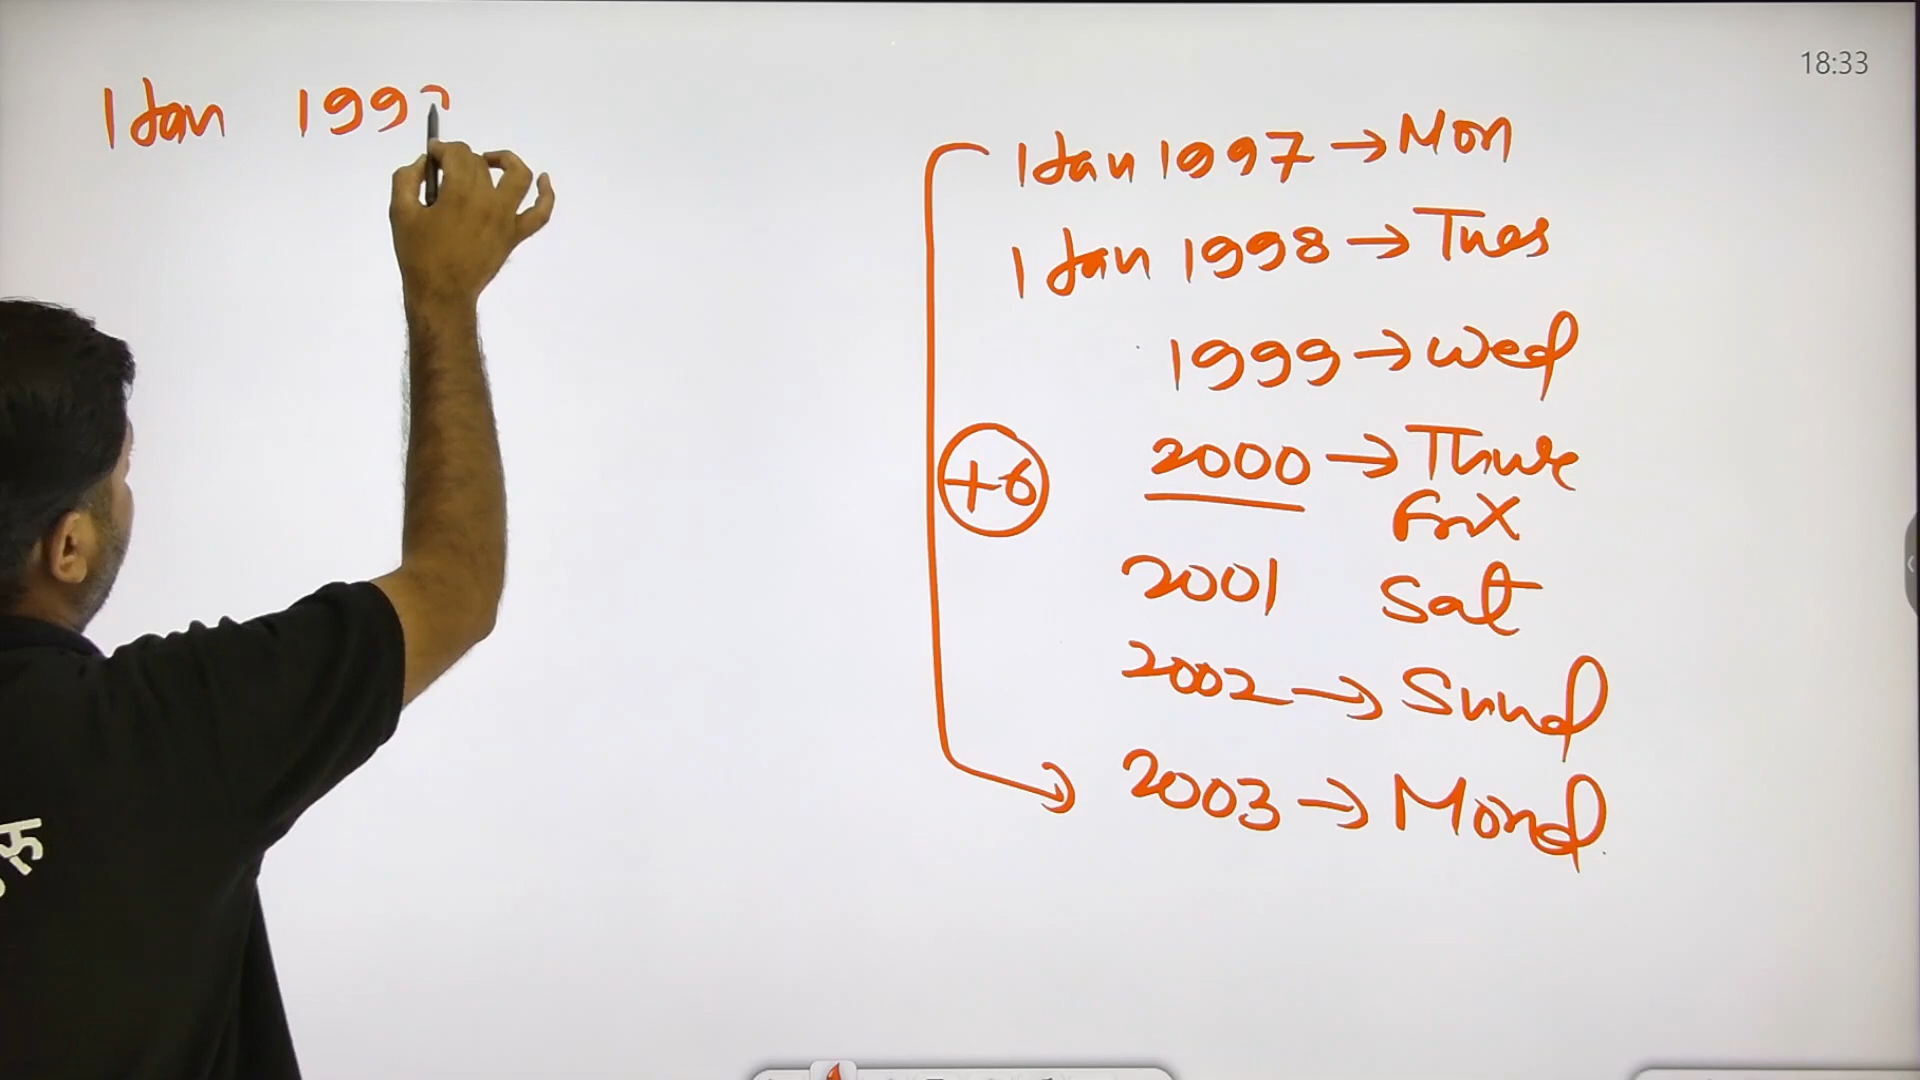 18:33
1 Jan 199
1 Jan 1997 → Mon
1 Jan 1998 → Tues
1999 → Wed
+6
2000 → Thurs
Fri X
2001 Sat
2002 → Sund
2003 → Mond